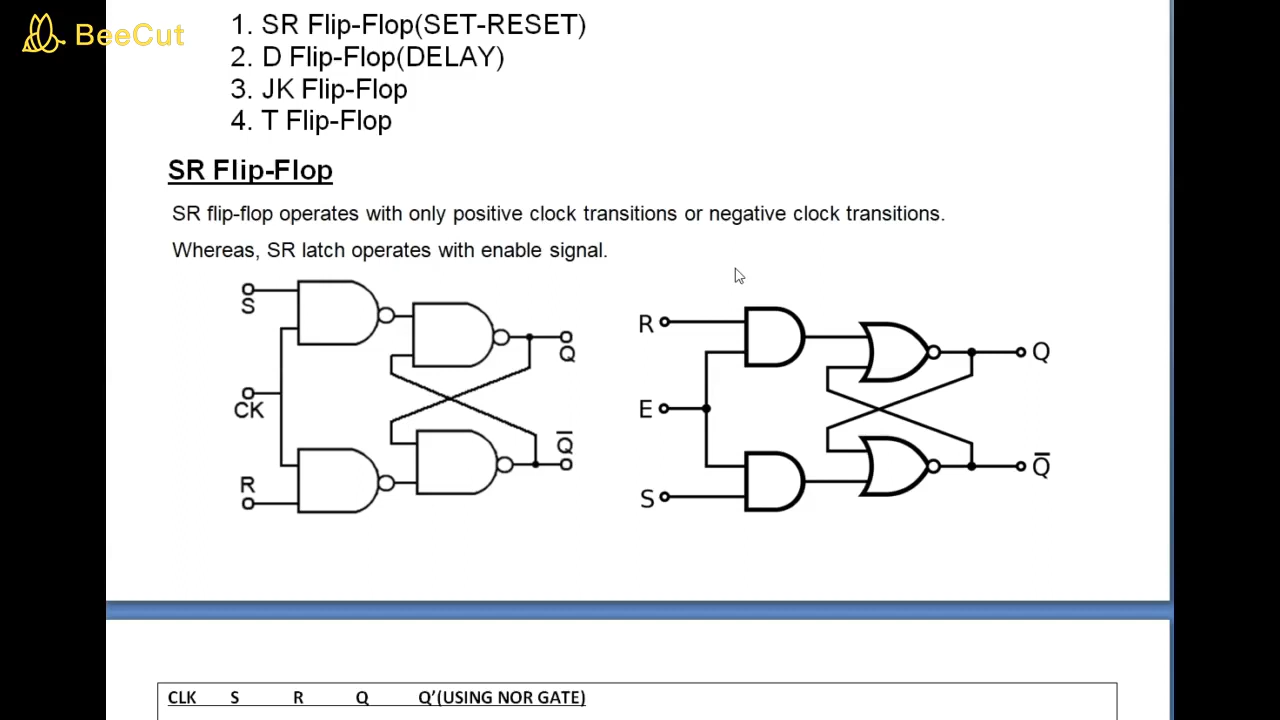 BeeCut
1. SR Flip-Flop(SET-RESET)
2. D Flip-Flop(DELAY)
3. JK Flip-Flop
4. T Flip-Flop
SR Flip-Flop
SR flip-flop operates with only positive clock transitions or negative clock transitions.
Whereas, SR latch operates with enable signal.
S
CK
R
Q
Q̅
R
E
S
Q
Q̅
CLK S R Q Q’(USING NOR GATE)